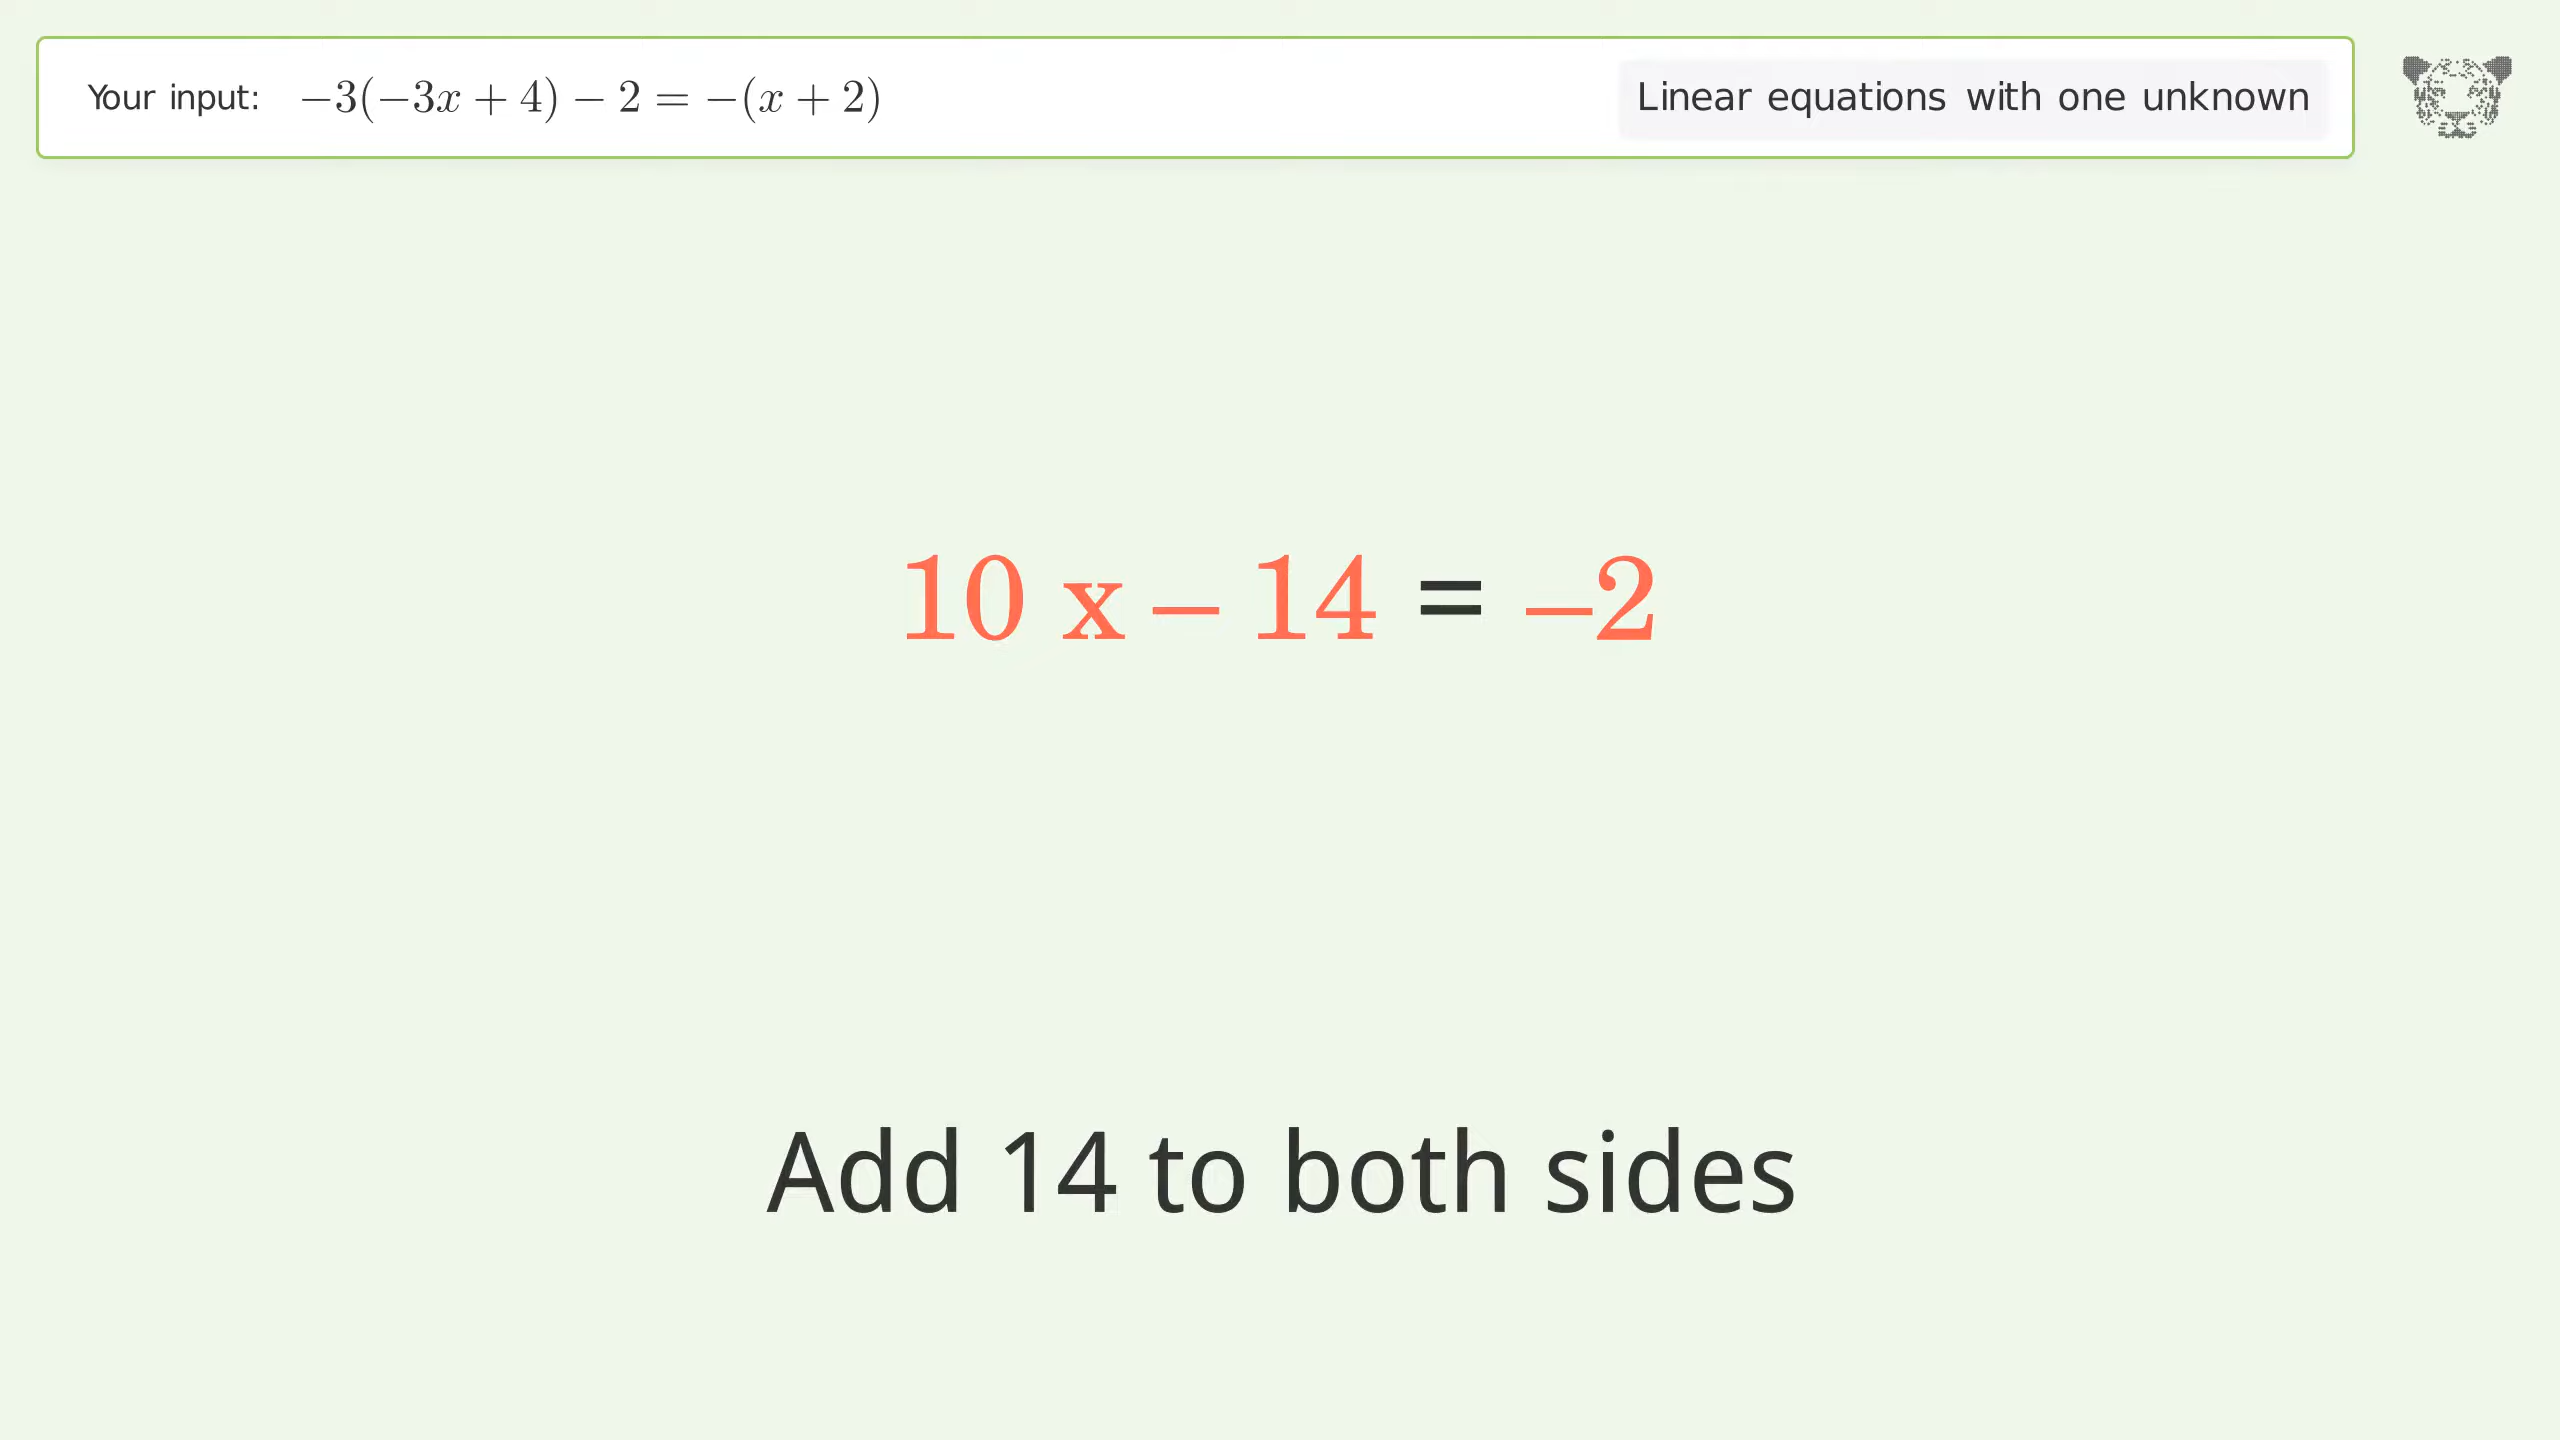 Your input: −3(−3x + 4) − 2 = −(x + 2) Linear equations with one unknown
10 x – 14 = –2
Add 14 to both sides